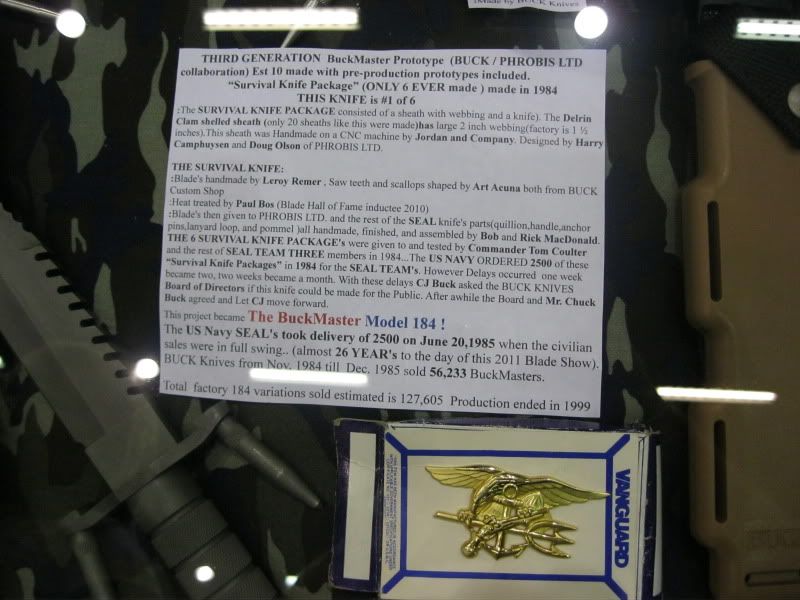 (Made by BUCK Knives
THIRD GENERATION BuckMaster Prototype (BUCK / PHROBIS LTD
collaboration) Est 10 made with pre-production prototypes included.
“Survival Knife Package” (ONLY 6 EVER made ) made in 1984
THIS KNIFE is #1 of 6
:The SURVIVAL KNIFE PACKAGE consisted of a sheath with webbing and a knife). The Delrin
Clam shelled sheath (only 20 sheaths like this were made)has large 2 inch webbing(factory is 1 ½
inches).This sheath was Handmade on a CNC machine by Jordan and Company. Designed by Harry
Camphuysen and Doug Olson of PHROBIS LTD.
THE SURVIVAL KNIFE:
:Blade's handmade by Leroy Remer , Saw teeth and scallops shaped by Art Acuna both from BUCK
Custom Shop
:Heat treated by Paul Bos (Blade Hall of Fame inductee 2010)
:Blade's then given to PHROBIS LTD. and the rest of the SEAL knife's parts(quillion,handle,anchor
pins,lanyard loop, and pommel )all handmade, finished, and assembled by Bob and Rick MacDonald.
THE 6 SURVIVAL KNIFE PACKAGE's were given to and tested by Commander Tom Coulter
and the rest of SEAL TEAM THREE members in 1984...The US NAVY ORDERED 2500 of these
“Survival Knife Packages” in 1984 for the SEAL TEAM's. However Delays occurred one week
became two, two weeks became a month. With these delays CJ Buck asked the BUCK KNIVES
Board of Directors if this knife could be made for the Public. After awhile the Board and Mr. Chuck
Buck agreed and Let CJ move forward.
This project became The BuckMaster Model 184 !
The US Navy SEAL's took delivery of 2500 on June 20,1985 when the civilian
sales were in full swing.. (almost 26 YEAR's to the day of this 2011 Blade Show).
BUCK Knives from Nov. 1984 till Dec. 1985 sold 56,233 BuckMasters.
Total factory 184 variations sold estimated is 127,605 Production ended in 1999
VANGUARD
BUCK